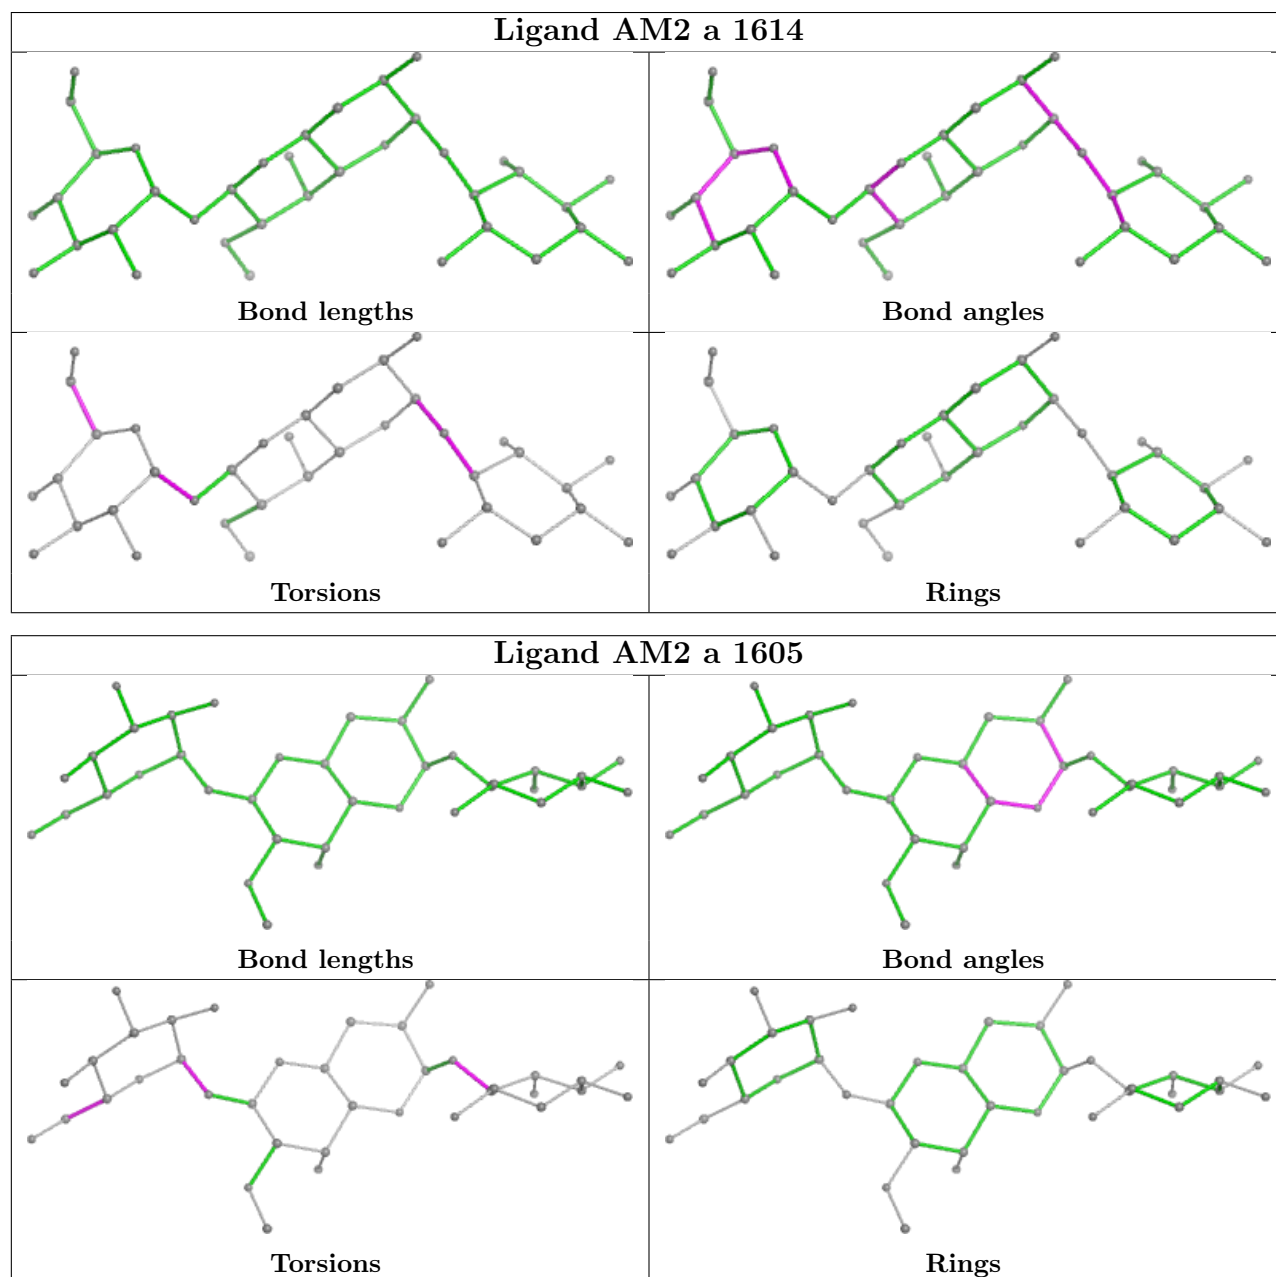 Ligand AM2 a 1614
Bond lengths
Bond angles
Torsions
Rings
Ligand AM2 a 1605
Bond lengths
Bond angles
Torsions
Rings